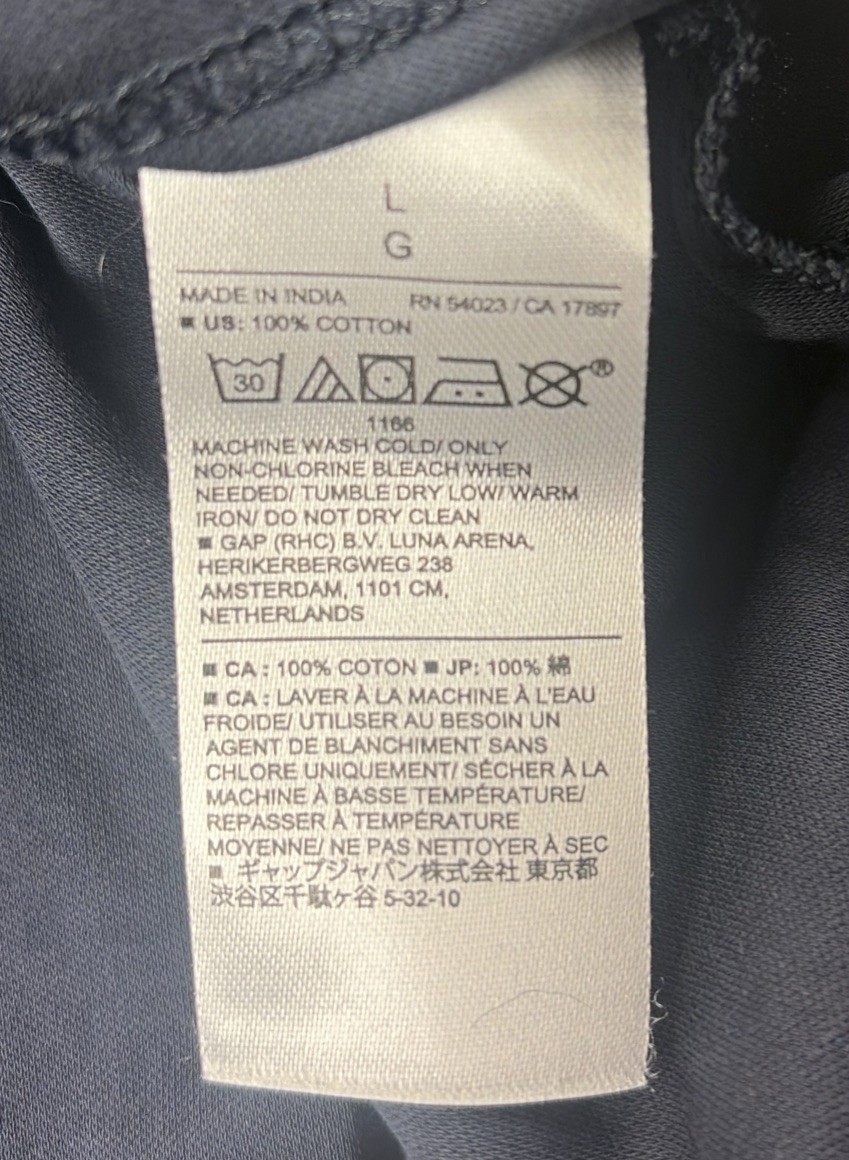 L
G
MADE IN INDIA RN 54023 / CA 17897
■ US: 100% COTTON
30
®
1166
MACHINE WASH COLD/ ONLY
NON-CHLORINE BLEACH WHEN
NEEDED/ TUMBLE DRY LOW/ WARM
IRON/ DO NOT DRY CLEAN
■ GAP (RHC) B.V. LUNA ARENA,
HERIKERBERGWEG 238
AMSTERDAM, 1101 CM,
NETHERLANDS
■ CA : 100% COTON ■ JP: 100% 綿
■ CA : LAVER À LA MACHINE À L'EAU
FROIDE/ UTILISER AU BESOIN UN
AGENT DE BLANCHIMENT SANS
CHLORE UNIQUEMENT/ SÉCHER À LA
MACHINE À BASSE TEMPÉRATURE/
REPASSER À TEMPÉRATURE
MOYENNE/ NE PAS NETTOYER À SEC
■ ギャップジャパン株式会社 東京都
渋谷区千駄ヶ谷 5-32-10